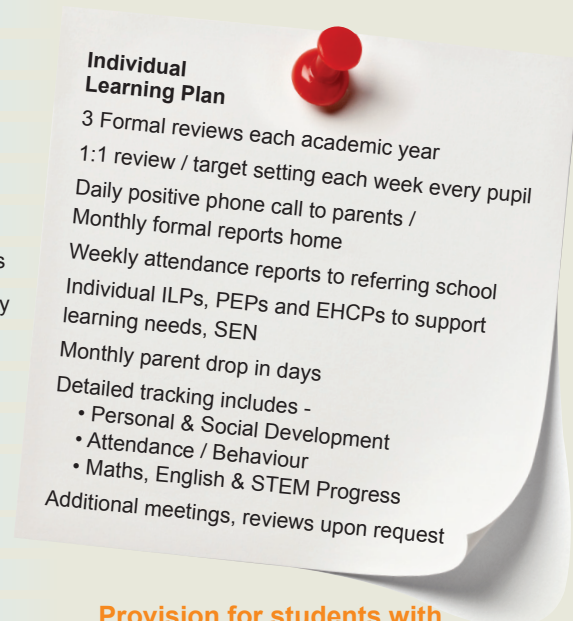 Individual
Learning Plan
3 Formal reviews each academic year
1:1 review / target setting each week every pupil
Daily positive phone call to parents /
Monthly formal reports home
Weekly attendance reports to referring school
Individual ILPs, PEPs and EHCPs to support
learning needs, SEN
Monthly parent drop in days
Detailed tracking includes -
• Personal & Social Development
• Attendance / Behaviour
• Maths, English & STEM Progress
Additional meetings, reviews upon request
Provision for students with